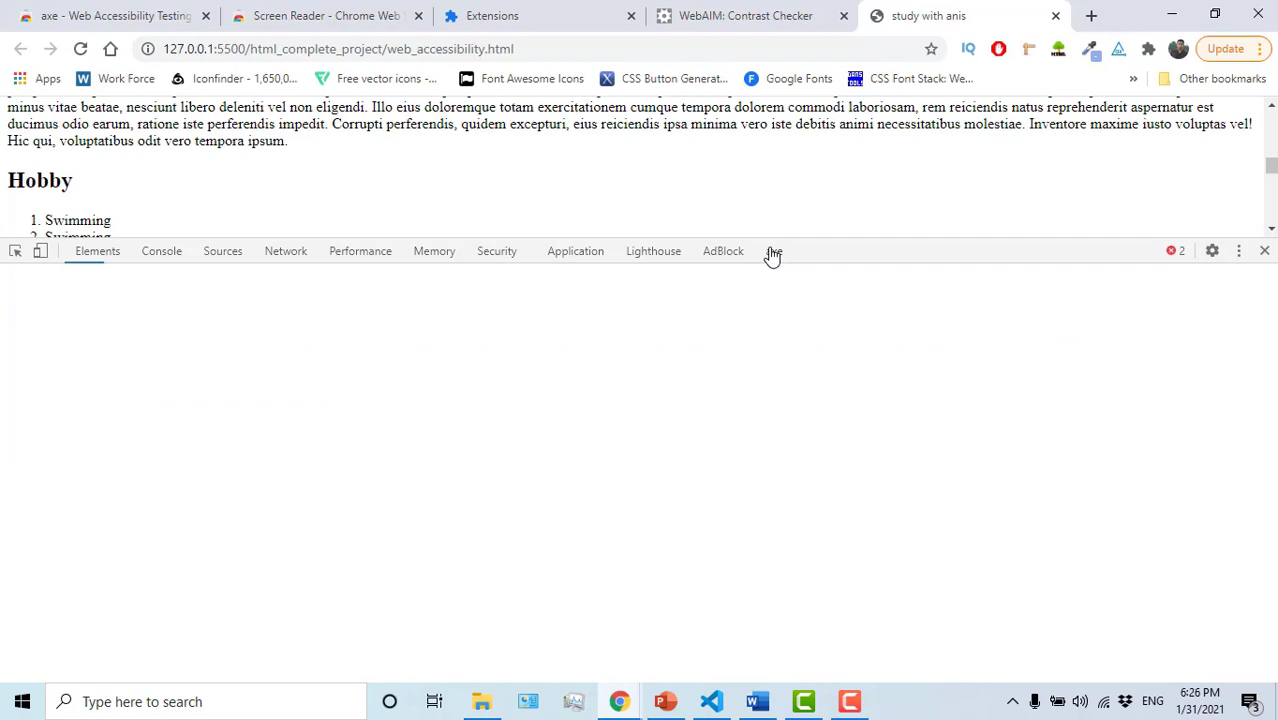 axe - Web Accessibility Testing
Screen Reader - Chrome Web
Extensions
WebAIM: Contrast Checker
study with anis
127.0.0.1:5500/html_complete_project/web_accessibility.html
Update
Apps
Work Force
Iconfinder - 1,650,0...
Free vector icons -...
Font Awesome Icons
CSS Button Generat...
Google Fonts
CSS Font Stack: We...
Other bookmarks
minus vitae beatae, nesciunt libero deleniti vel non eligendi. Illo eius doloremque totam exercitationem cumque tempora dolorem commodi laboriosam, rem reiciendis natus reprehenderit aspernatur est
ducimus odio earum, ratione iste perferendis impedit. Corrupti perferendis, quidem excepturi, eius reiciendis ipsa minima vero iste debitis animi necessitatibus molestiae. Inventore maxime iusto voluptas vel!
Hic qui, voluptatibus odit vero tempora ipsum.
Hobby
1. Swimming
2. Swimming
Elements
Console
Sources
Network
Performance
Memory
Security
Application
Lighthouse
AdBlock
2
Type here to search
ENG
6:26 PM
1/31/2021
3